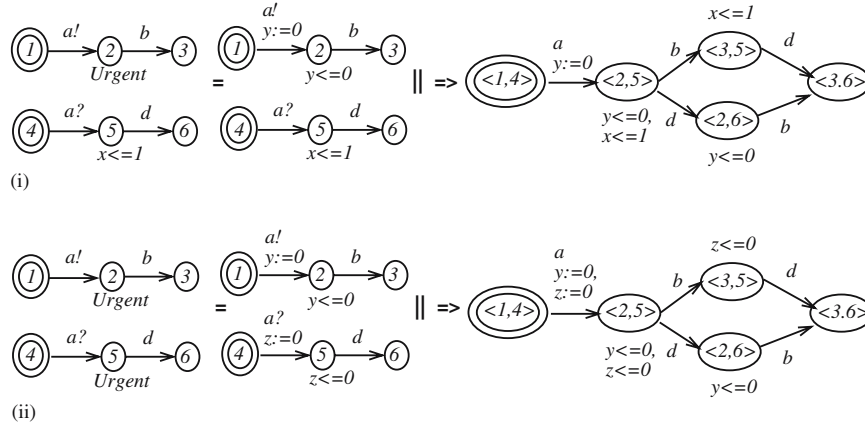 a!
y:=0
x<=1
a!
b
b
a
y:=0
b
d
1
2
3
1
2
3
<3,5>
Urgent
=
y<=0
|| =>
<1,4>
<2,5>
<3.6>
a?
d
a?
d
y<=0,
x<=1
d
<2,6>
b
4
5
6
4
5
6
x<=1
x<=1
y<=0
(i)
a!
y:=0
z<=0
a!
b
b
a
y:=0,
z:=0
b
d
1
2
3
1
2
3
<3,5>
Urgent
=
y<=0
|| =>
<1,4>
<2,5>
<3.6>
a?
d
a?
z:=0
d
y<=0,
z<=0
d
<2,6>
b
4
5
6
4
5
6
Urgent
z<=0
y<=0
(ii)